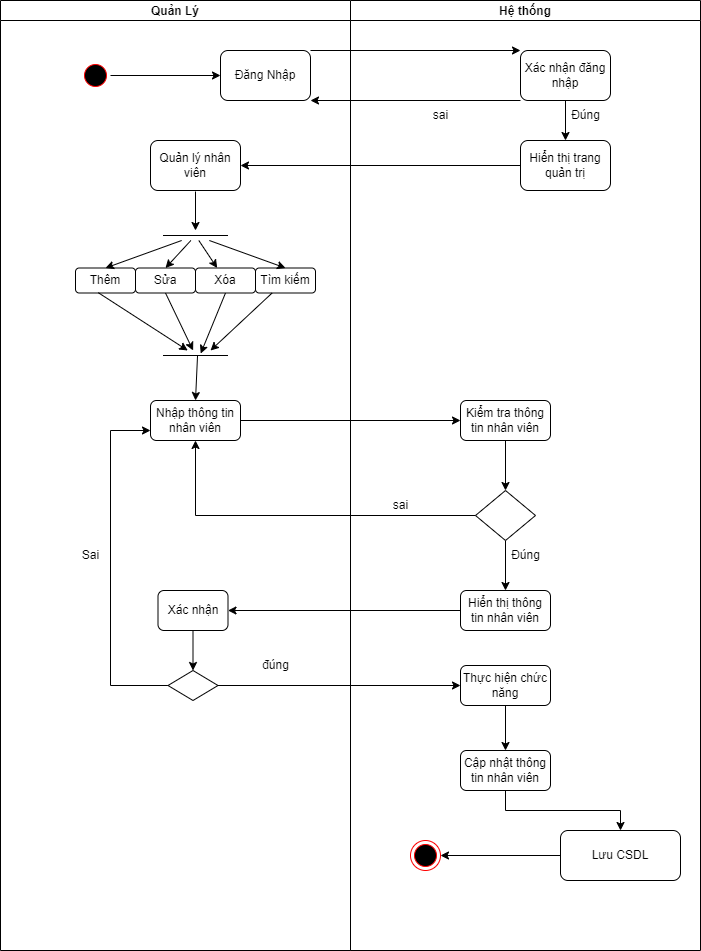 Quản Lý
Hệ thống
Đăng Nhập
Xác nhận đăng
nhập
sai
Đúng
Quản lý nhân
viên
Hiển thị trang
quản trị
Thêm
Sửa
Xóa
Tìm kiếm
Nhập thông tin
nhân viên
Kiểm tra thông
tin nhân viên
sai
Sai
Đúng
Xác nhận
Hiển thị thông
tin nhân viên
đúng
Thực hiện chức
năng
Cập nhật thông
tin nhân viên
Lưu CSDL